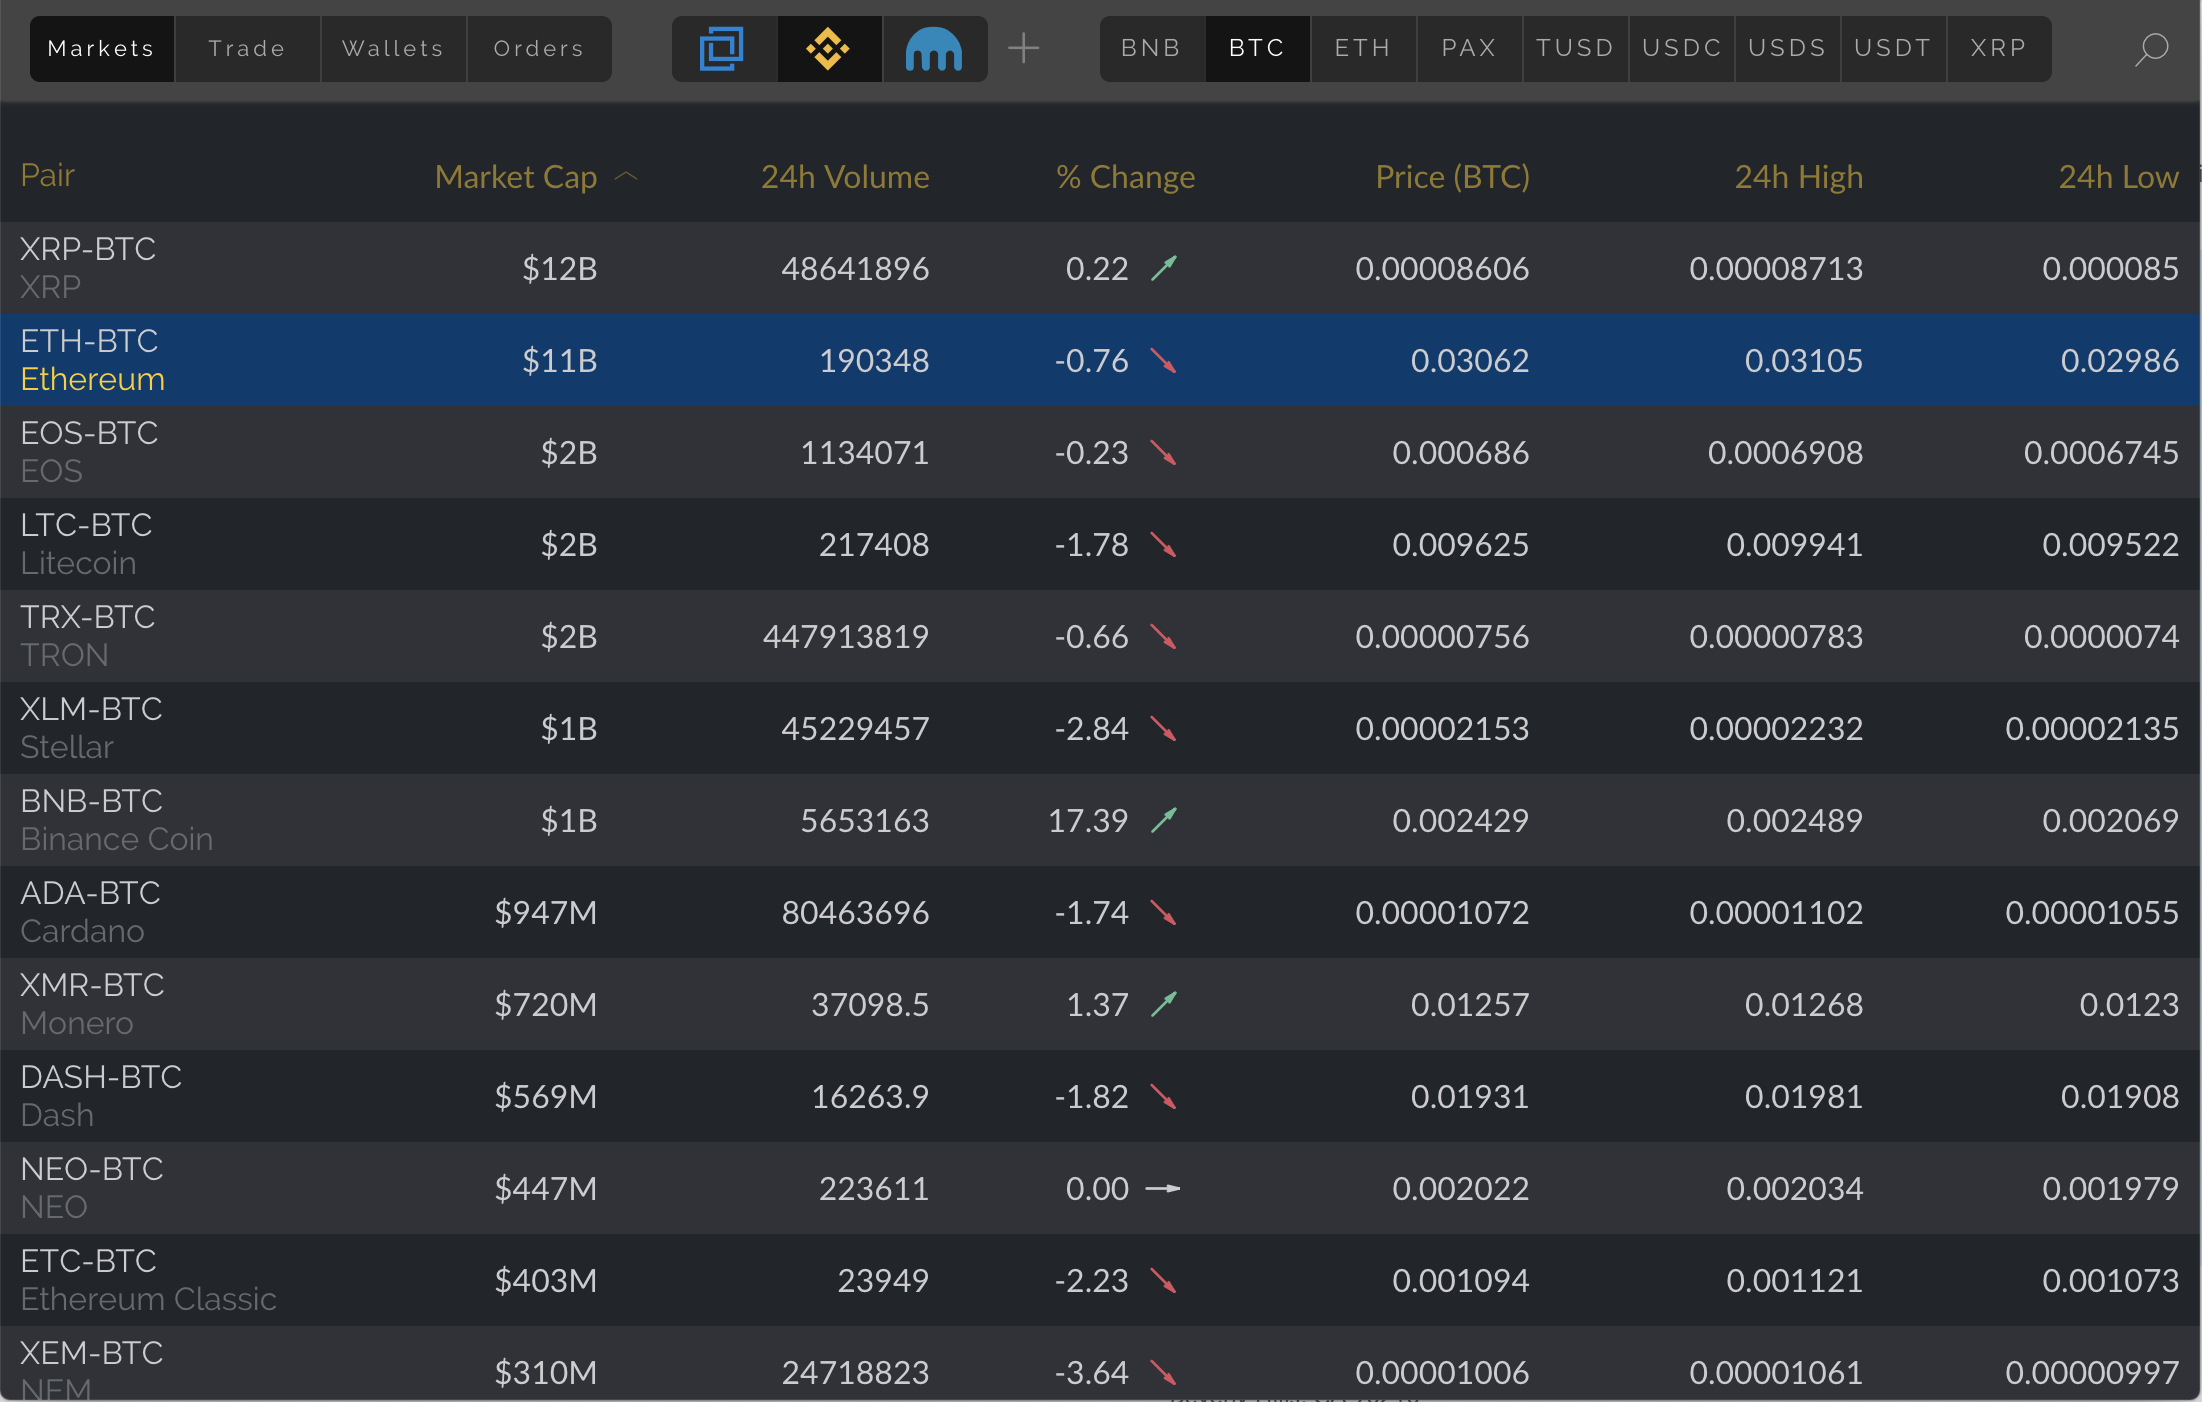 Markets Trade Wallets Orders BNB BTC ETH PAX TUSD USDC USDS USDT XRP
Pair Market Cap 24h Volume % Change Price (BTC) 24h High 24h Low
XRP-BTC
XRP
$12B 48641896 0.22 0.00008606 0.00008713 0.000085
ETH-BTC
Ethereum
$11B 190348 -0.76 0.03062 0.03105 0.02986
EOS-BTC
EOS
$2B 1134071 -0.23 0.000686 0.0006908 0.0006745
LTC-BTC
Litecoin
$2B 217408 -1.78 0.009625 0.009941 0.009522
TRX-BTC
TRON
$2B 447913819 -0.66 0.00000756 0.00000783 0.0000074
XLM-BTC
Stellar
$1B 45229457 -2.84 0.00002153 0.00002232 0.00002135
BNB-BTC
Binance Coin
$1B 5653163 17.39 0.002429 0.002489 0.002069
ADA-BTC
Cardano
$947M 80463696 -1.74 0.00001072 0.00001102 0.00001055
XMR-BTC
Monero
$720M 37098.5 1.37 0.01257 0.01268 0.0123
DASH-BTC
Dash
$569M 16263.9 -1.82 0.01931 0.01981 0.01908
NEO-BTC
NEO
$447M 223611 0.00 0.002022 0.002034 0.001979
ETC-BTC
Ethereum Classic
$403M 23949 -2.23 0.001094 0.001121 0.001073
XEM-BTC
NEM
$310M 24718823 -3.64 0.00001006 0.00001061 0.00000997